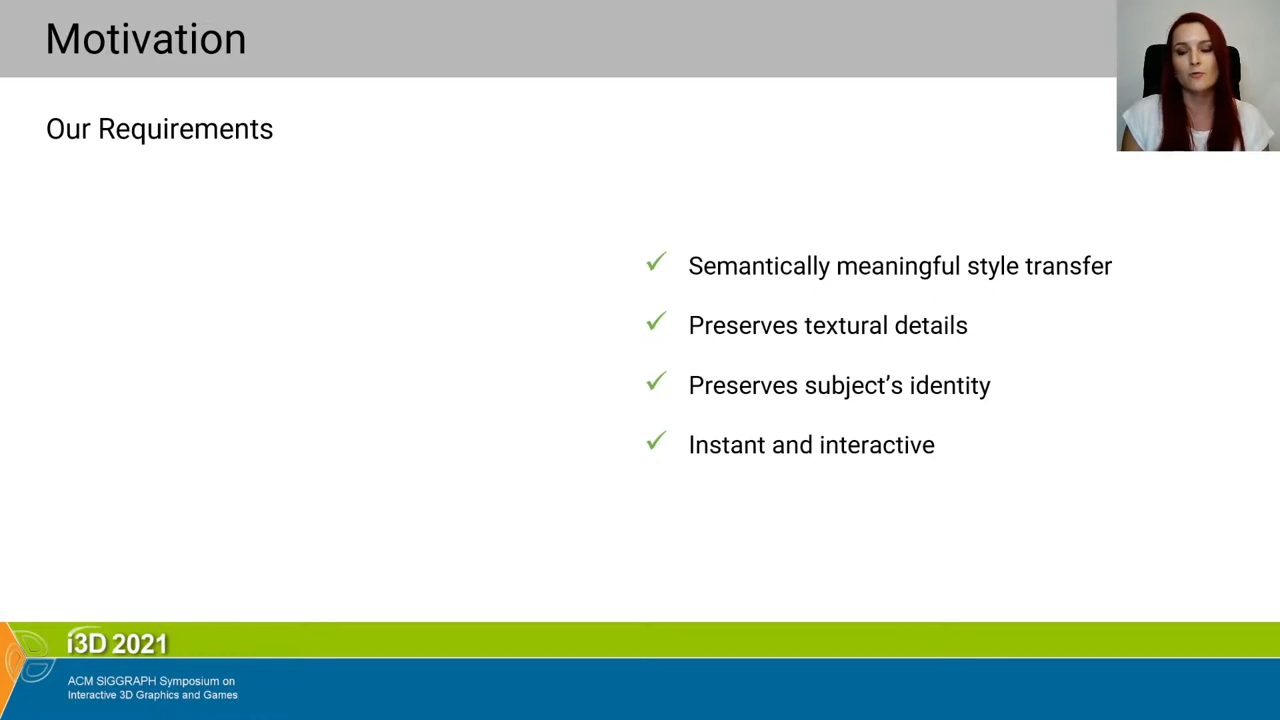 Motivation
Our Requirements
✓ Semantically meaningful style transfer
✓ Preserves textural details
✓ Preserves subject’s identity
✓ Instant and interactive
i3D 2021
ACM SIGGRAPH Symposium on
Interactive 3D Graphics and Games